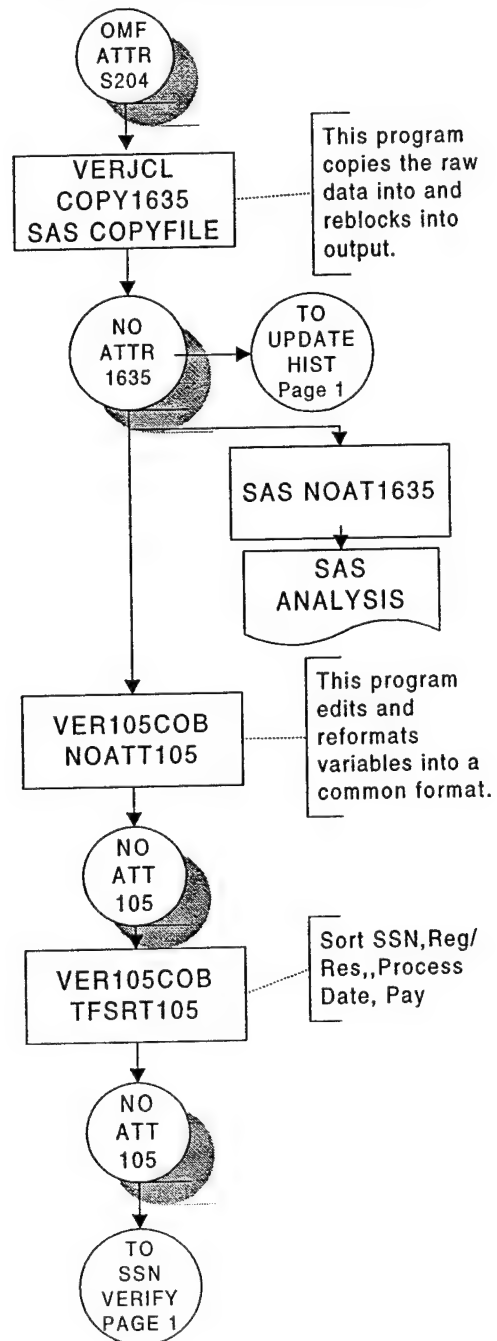 OMF
ATTR
S204
VERJCL
COPY1635
SAS COPYFILE
This program
copies the raw
data into and
reblocks into
output.
NO
ATTR
1635
TO
UPDATE
HIST
Page 1
SAS NOAT1635
SAS
ANALYSIS
VER105COB
NOATT105
This program
edits and
reformats
variables into a
common format.
NO
ATT
105
VER105COB
TFSRT105
Sort SSN,Reg/
Res,,Process
Date, Pay
NO
ATT
105
TO
SSN
VERIFY
PAGE 1